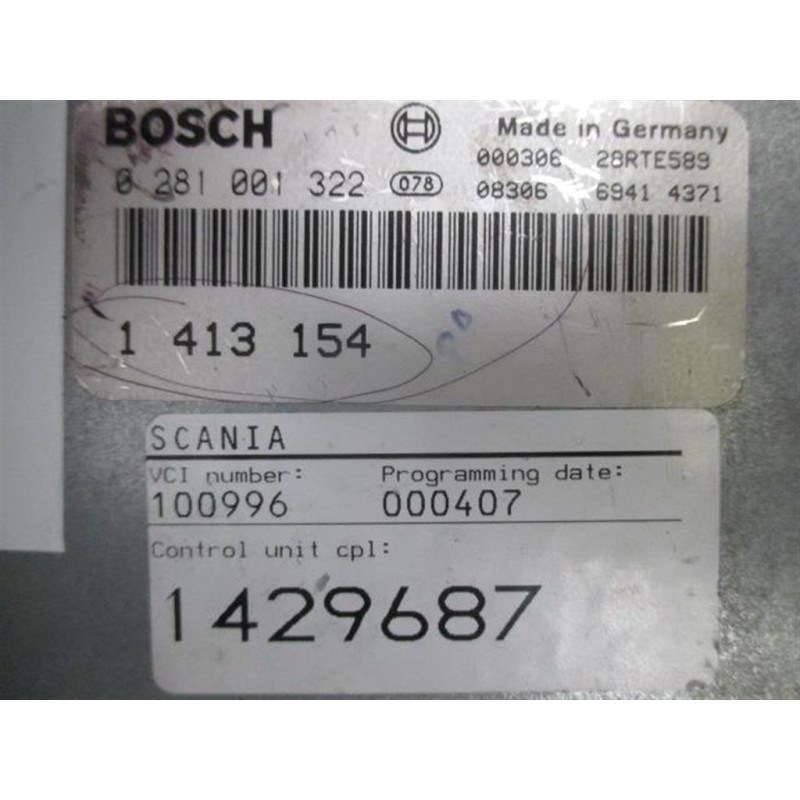 BOSCH Made in Germany
000306 28RTE589
0 281 001 322 078 08306 6941 4371
1 413 154
SCANIA
VCI number: Programming date:
100996 000407
Control unit cpl:
1429687